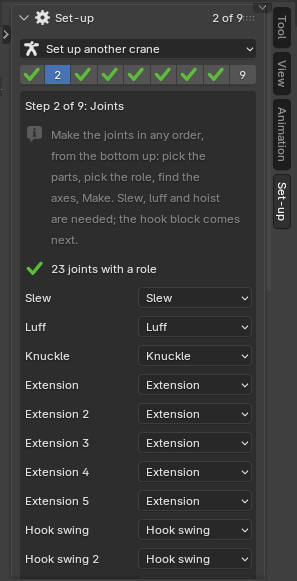 Set-up
2 of 9
Set up another crane
2
9
Step 2 of 9: Joints
Make the joints in any order,
from the bottom up: pick the
parts, pick the role, find the
axes, Make. Slew, luff and hoist
are needed; the hook block comes
next.
23 joints with a role
Slew Slew
Luff Luff
Knuckle Knuckle
Extension Extension
Extension 2 Extension
Extension 3 Extension
Extension 4 Extension
Extension 5 Extension
Hook swing Hook swing
Hook swing 2 Hook swing
Tool
View
Animation
Set-up